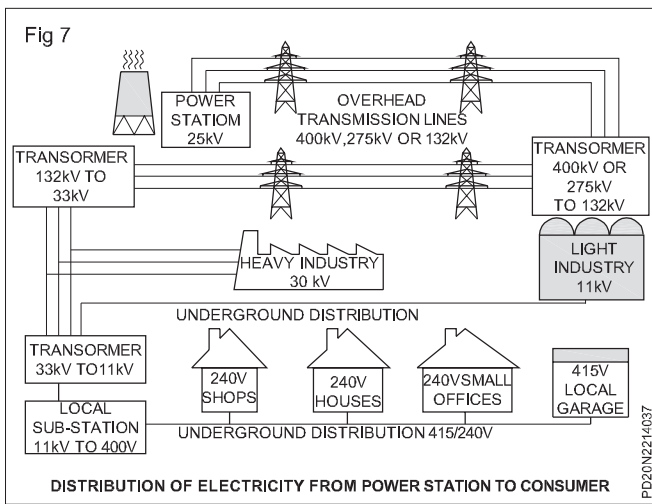 Fig 7
POWER
STATIOM
25kV
OVERHEAD
TRANSMISSION LINES
400kV,275kV OR 132kV
TRANSORMER
132kV TO
33kV
TRANSFORMER
400kV OR
275kV
TO 132kV
HEAVY INDUSTRY
30 kV
LIGHT
INDUSTRY
11kV
UNDERGROUND DISTRIBUTION
TRANSORMER
33kV TO11kV
240V
SHOPS
240V
HOUSES
240VSMALL
OFFICES
415V
LOCAL
GARAGE
LOCAL
SUB-STATION
11kV TO 400V
UNDERGROUND DISTRIBUTION 415/240V
DISTRIBUTION OF ELECTRICITY FROM POWER STATION TO CONSUMER
PD20N2214037